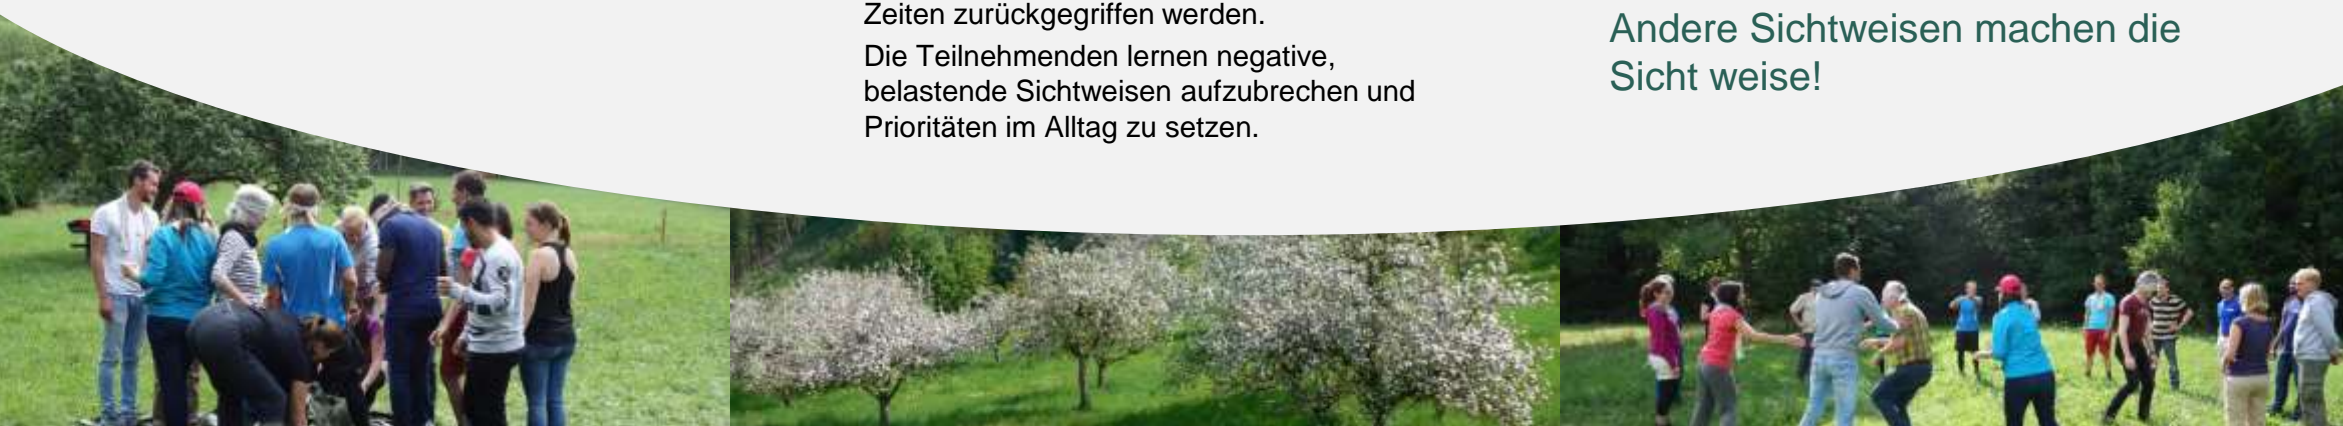 Zeiten zurückgegriffen werden.
Die Teilnehmenden lernen negative,
belastende Sichtweisen aufzubrechen und
Prioritäten im Alltag zu setzen.
Andere Sichtweisen machen die
Sicht weise!